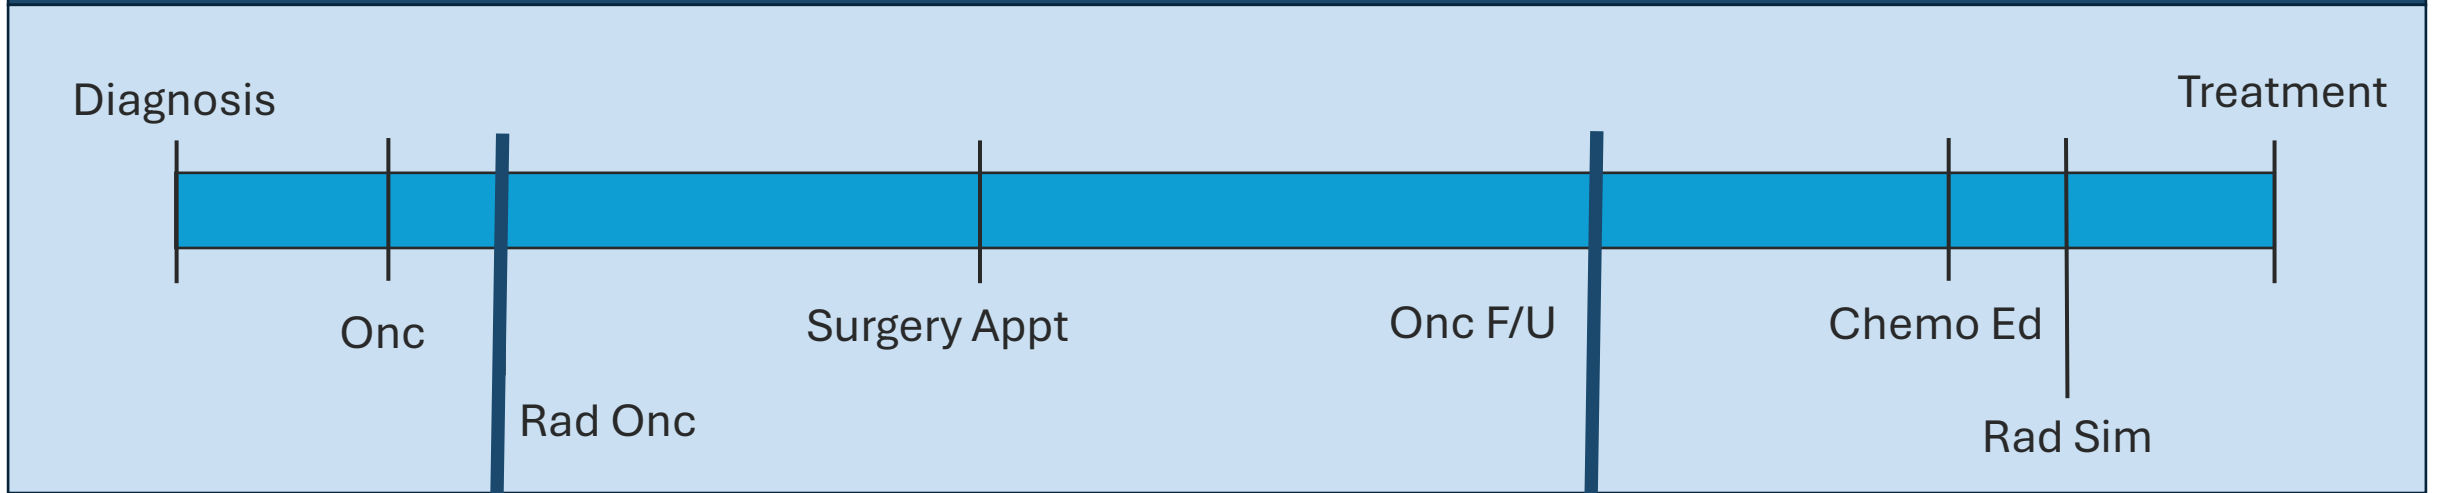 Diagnosis
Treatment
Onc
Surgery Appt
Onc F/U
Chemo Ed
Rad Onc
Rad Sim